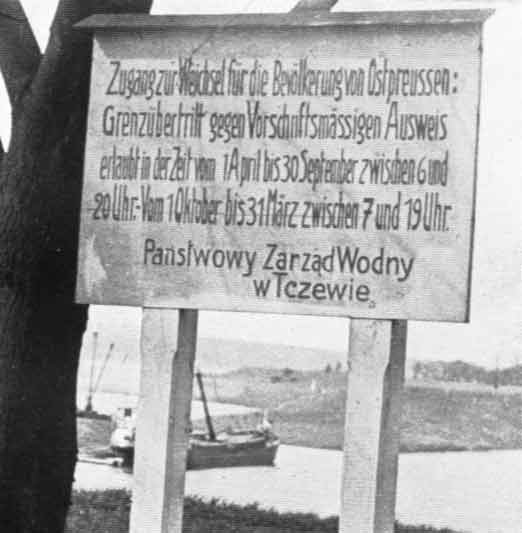 Zugang zur Weichsel für die Bevölkerung von Ostpreussen:
Grenzübertritt gegen Vorschriftsmässigen Ausweis
erlaubt in der Zeit vom 1 April bis 30 September zwischen 6 und
20 Uhr.-Vom 1 Oktober bis 31 März zwischen 7 und 19 Uhr.
Panstwowy Zarząd Wodny
w Tczewie